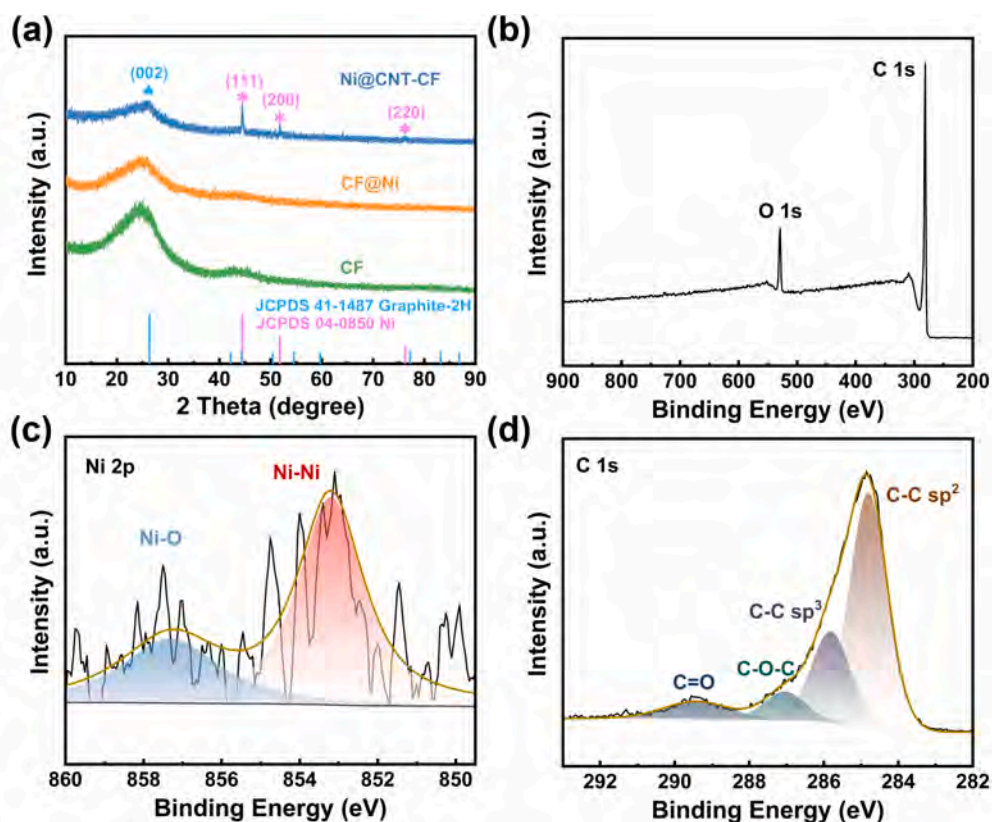 (a)
Intensity (a.u.)
(002)
(111)
(200)
(220)
Ni@CNT-CF
CF@Ni
CF
JCPDS 41-1487 Graphite-2H
JCPDS 04-0850 Ni
10 20 30 40 50 60 70 80 90
2 Theta (degree)
(b)
Intensity (a.u.)
C 1s
O 1s
900 800 700 600 500 400 300 200
Binding Energy (eV)
(c)
Intensity (a.u.)
Ni 2p
Ni-Ni
Ni-O
860 858 856 854 852 850
Binding Energy (eV)
(d)
Intensity (a.u.)
C 1s
C-C sp²
C-C sp³
C-O-C
C=O
292 290 288 286 284 282
Binding Energy (eV)